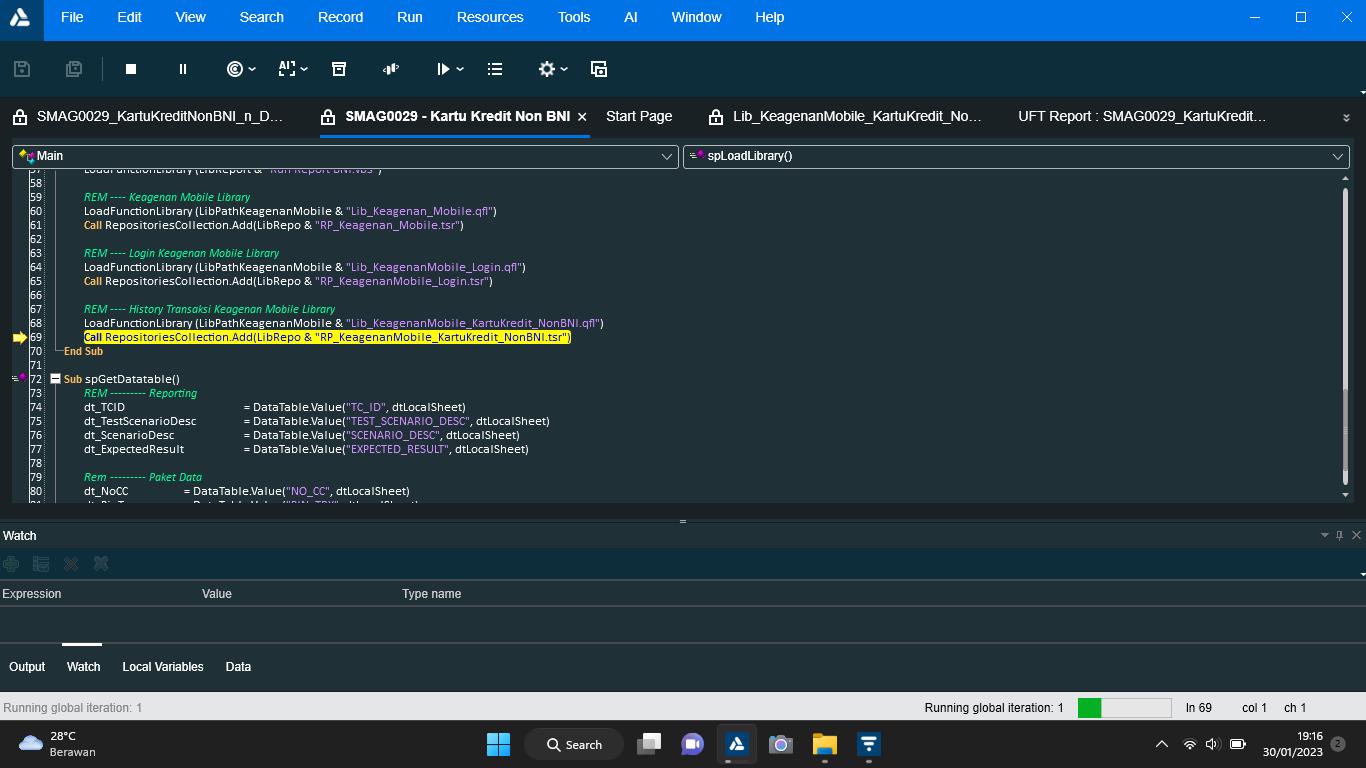 File Edit View Search Record Run Resources Tools AI Window Help
SMAG0029_KartuKreditNonBNI_n_D... SMAG0029 - Kartu Kredit Non BNI Start Page Lib_KeagenanMobile_KartuKredit_No... UFT Report : SMAG0029_KartuKredit...
Main spLoadLibrary()
57 LoadFunctionLibrary (LibReport & "Run Report BNI.vbs")
58
59 REM ---- Keagenan Mobile Library
60 LoadFunctionLibrary (LibPathKeagenanMobile & "Lib_Keagenan_Mobile.qfl")
61 Call RepositoriesCollection.Add(LibRepo & "RP_Keagenan_Mobile.tsr")
62
63 REM ---- Login Keagenan Mobile Library
64 LoadFunctionLibrary (LibPathKeagenanMobile & "Lib_KeagenanMobile_Login.qfl")
65 Call RepositoriesCollection.Add(LibRepo & "RP_KeagenanMobile_Login.tsr")
66
67 REM ---- History Transaksi Keagenan Mobile Library
68 LoadFunctionLibrary (LibPathKeagenanMobile & "Lib_KeagenanMobile_KartuKredit_NonBNI.qfl")
69 Call RepositoriesCollection.Add(LibRepo & "RP_KeagenanMobile_KartuKredit_NonBNI.tsr")
70 End Sub
71
72 Sub spGetDatatable()
73 REM --------- Reporting
74 dt_TCID = DataTable.Value("TC_ID", dtLocalSheet)
75 dt_TestScenarioDesc = DataTable.Value("TEST_SCENARIO_DESC", dtLocalSheet)
76 dt_ScenarioDesc = DataTable.Value("SCENARIO_DESC", dtLocalSheet)
77 dt_ExpectedResult = DataTable.Value("EXPECTED_RESULT", dtLocalSheet)
78
79 Rem --------- Paket Data
80 dt_NoCC = DataTable.Value("NO_CC", dtLocalSheet)
Watch
Expression Value Type name
Output Watch Local Variables Data
Running global iteration: 1 Running global iteration: 1 ln 69 col 1 ch 1
28°C
Berawan
Search
19:16
30/01/2023
2